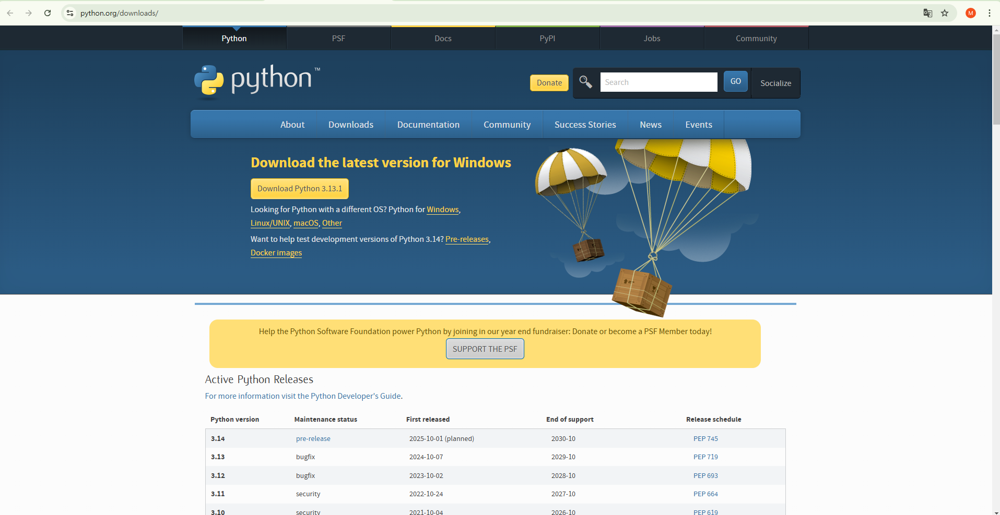 python.org/downloads/
M
Python
PSF
Docs
PyPI
Jobs
Community
python™
Donate
Search
GO
Socialize
About
Downloads
Documentation
Community
Success Stories
News
Events
Download the latest version for Windows
Download Python 3.13.1
Looking for Python with a different OS? Python for Windows,
Linux/UNIX, macOS, Other
Want to help test development versions of Python 3.14? Pre-releases,
Docker images
Help the Python Software Foundation power Python by joining in our year end fundraiser: Donate or become a PSF Member today!
SUPPORT THE PSF
Active Python Releases
For more information visit the Python Developer's Guide.
Python version Maintenance status First released End of support Release schedule
3.14 pre-release 2025-10-01 (planned) 2030-10 PEP 745
3.13 bugfix 2024-10-07 2029-10 PEP 719
3.12 bugfix 2023-10-02 2028-10 PEP 693
3.11 security 2022-10-24 2027-10 PEP 664
3.10 security 2021-10-04 2026-10 PEP 619